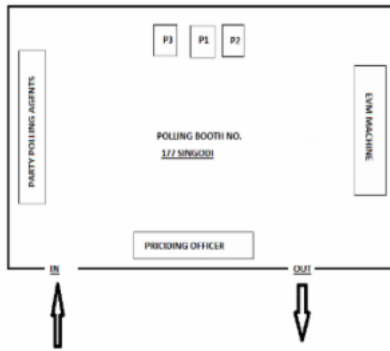 P3 P1 P2
PARTY POLLING AGENTS
EVM MACHINE
POLLING BOOTH NO.
177 SINGODI
PRICIDING OFFICER
IN OUT